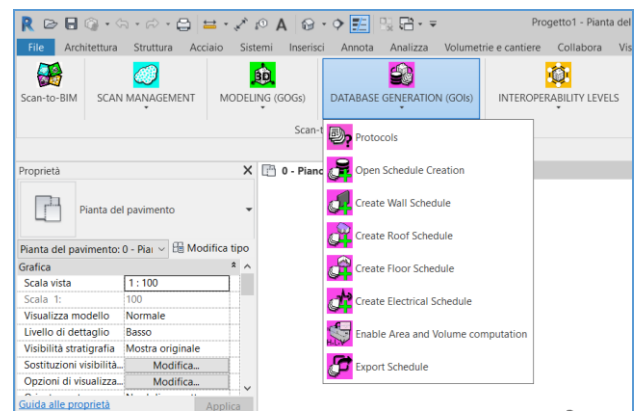 Progetto1 - Pianta del
File Architettura Struttura Acciaio Sistemi Inserisci Annota Analizza Volumetrie e cantiere Collabora Vis
Scan-to-BIM SCAN MANAGEMENT MODELING (GOGs) DATABASE GENERATION (GOIs) INTEROPERABILITY LEVELS
Scan-t
Protocols
Open Schedule Creation
Create Wall Schedule
Create Roof Schedule
Create Floor Schedule
Create Electrical Schedule
Enable Area and Volume computation
Export Schedule
Proprietà X 0 - Pianc
Pianta del pavimento
Pianta del pavimento: 0 - Piar Modifica tipo
Grafica
Scala vista 1 : 100
Scala 1: 100
Visualizza modello Normale
Livello di dettaglio Basso
Visibilità stratigrafia Mostra originale
Sostituzioni visibilità... Modifica...
Opzioni di visualizza... Modifica...
Guida alle proprietà Applica